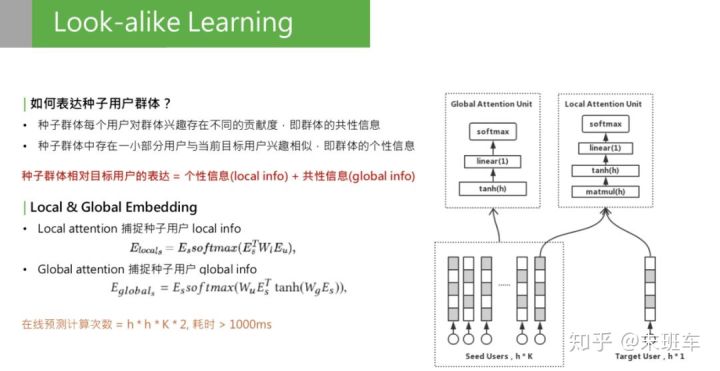 Look-alike Learning
如何表达种子用户群体？
• 种子群体每个用户对群体兴趣存在不同的贡献度，即群体的共性信息
• 种子群体中存在一小部分用户与当前目标用户兴趣相似，即群体的个性信息
种子群体相对目标用户的表达 = 个性信息(local info) + 共性信息(global info)
Local & Global Embedding
• Local attention 捕捉种子用户 local info
E_{local_s} = E_s softmax(E_s^T W_l E_u),
• Global attention 捕捉种子用户 global info
E_{global_s} = E_s softmax(W_u E_s^T tanh(W_g E_s)),
在线预测计算次数 = h * h * K * 2, 耗时 > 1000ms
Global Attention Unit
softmax
linear(1)
tanh(h)
Local Attention Unit
softmax
linear(1)
tanh(h)
matmul(h)
......
Seed Users，h * K
Target User，h * 1
知乎 @末班车